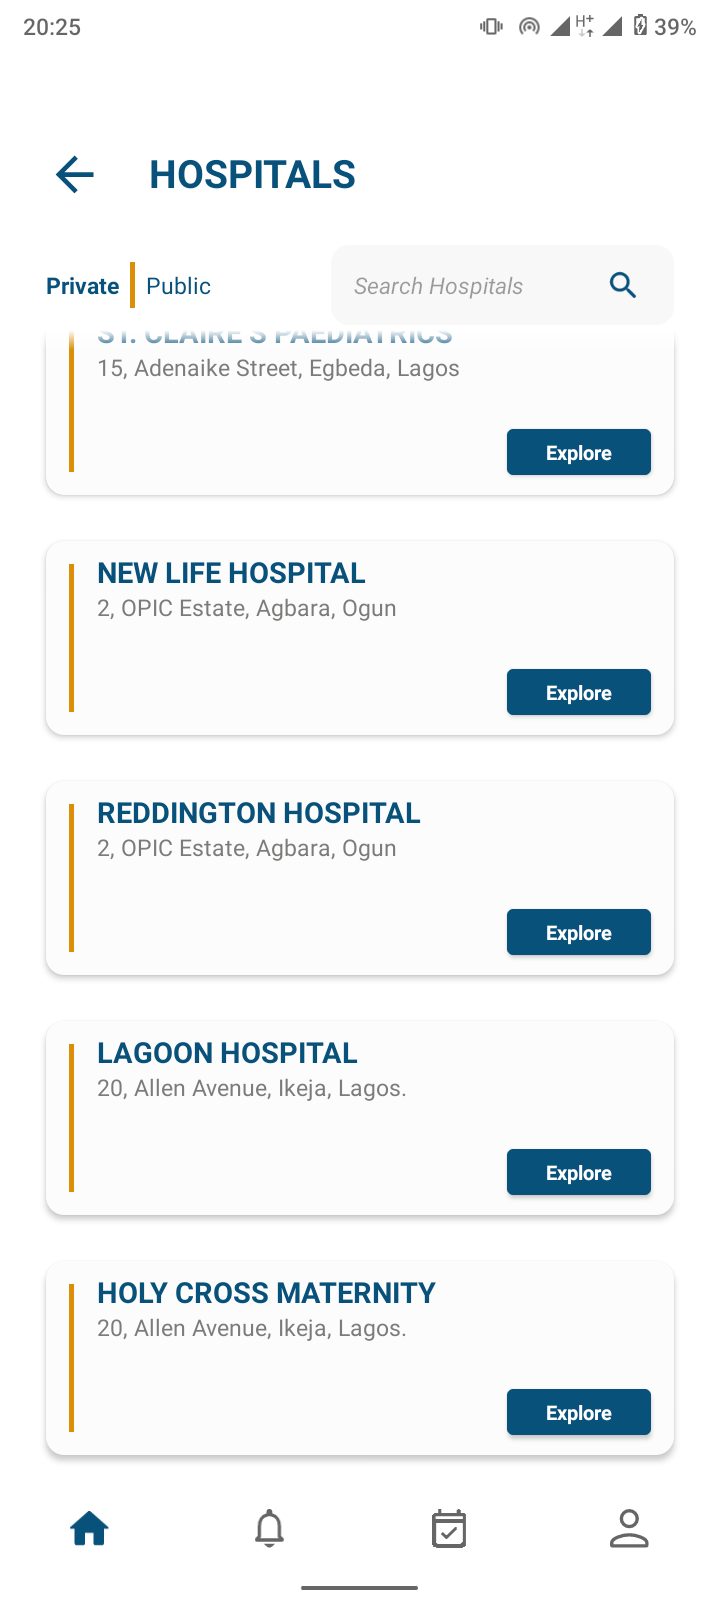 20:25
H+
39%
HOSPITALS
Private
Public
Search Hospitals
ST. CLAIRE'S PAEDIATRICS
15, Adenaike Street, Egbeda, Lagos
Explore
NEW LIFE HOSPITAL
2, OPIC Estate, Agbara, Ogun
Explore
REDDINGTON HOSPITAL
2, OPIC Estate, Agbara, Ogun
Explore
LAGOON HOSPITAL
20, Allen Avenue, Ikeja, Lagos.
Explore
HOLY CROSS MATERNITY
20, Allen Avenue, Ikeja, Lagos.
Explore